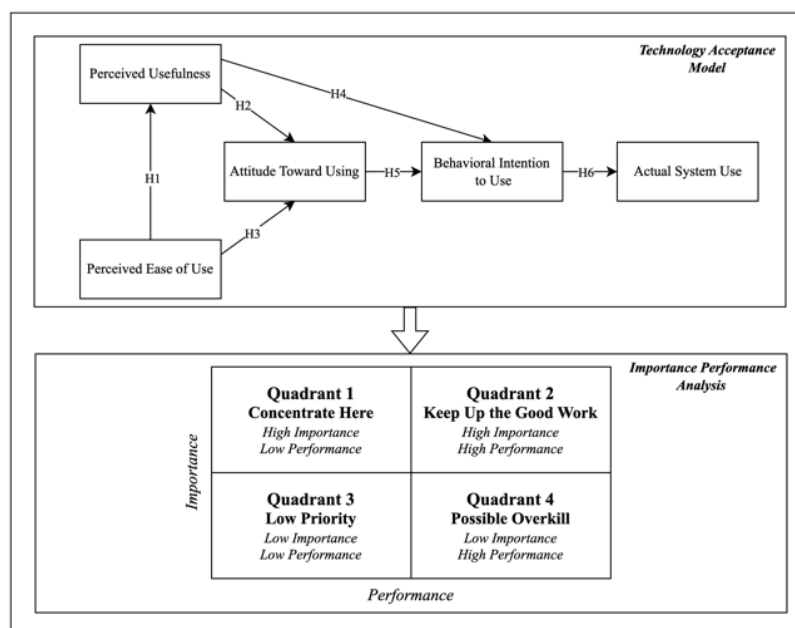 Technology Acceptance
Model
Perceived Usefulness
H4
H2
H1
Attitude Toward Using
H5
Behavioral Intention
to Use
H6
Actual System Use
H3
Perceived Ease of Use
Importance Performance
Analysis
Importance
Quadrant 1
Concentrate Here
High Importance
Low Performance
Quadrant 2
Keep Up the Good Work
High Importance
High Performance
Quadrant 3
Low Priority
Low Importance
Low Performance
Quadrant 4
Possible Overkill
Low Importance
High Performance
Performance